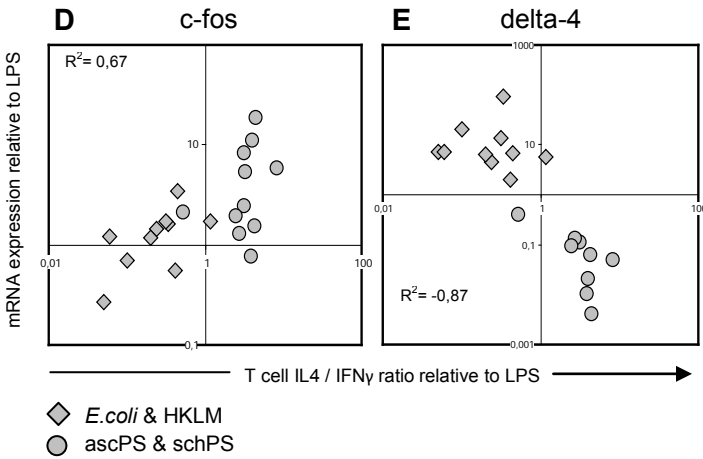 D c-fos
E delta-4
mRNA expression relative to LPS
R²= 0,67
10
0,01 1 100
0,1
1000
10
0,01 1 100
0,1
R²= -0,87
0,001
T cell IL4 / IFNγ ratio relative to LPS
E.coli & HKLM
ascPS & schPS